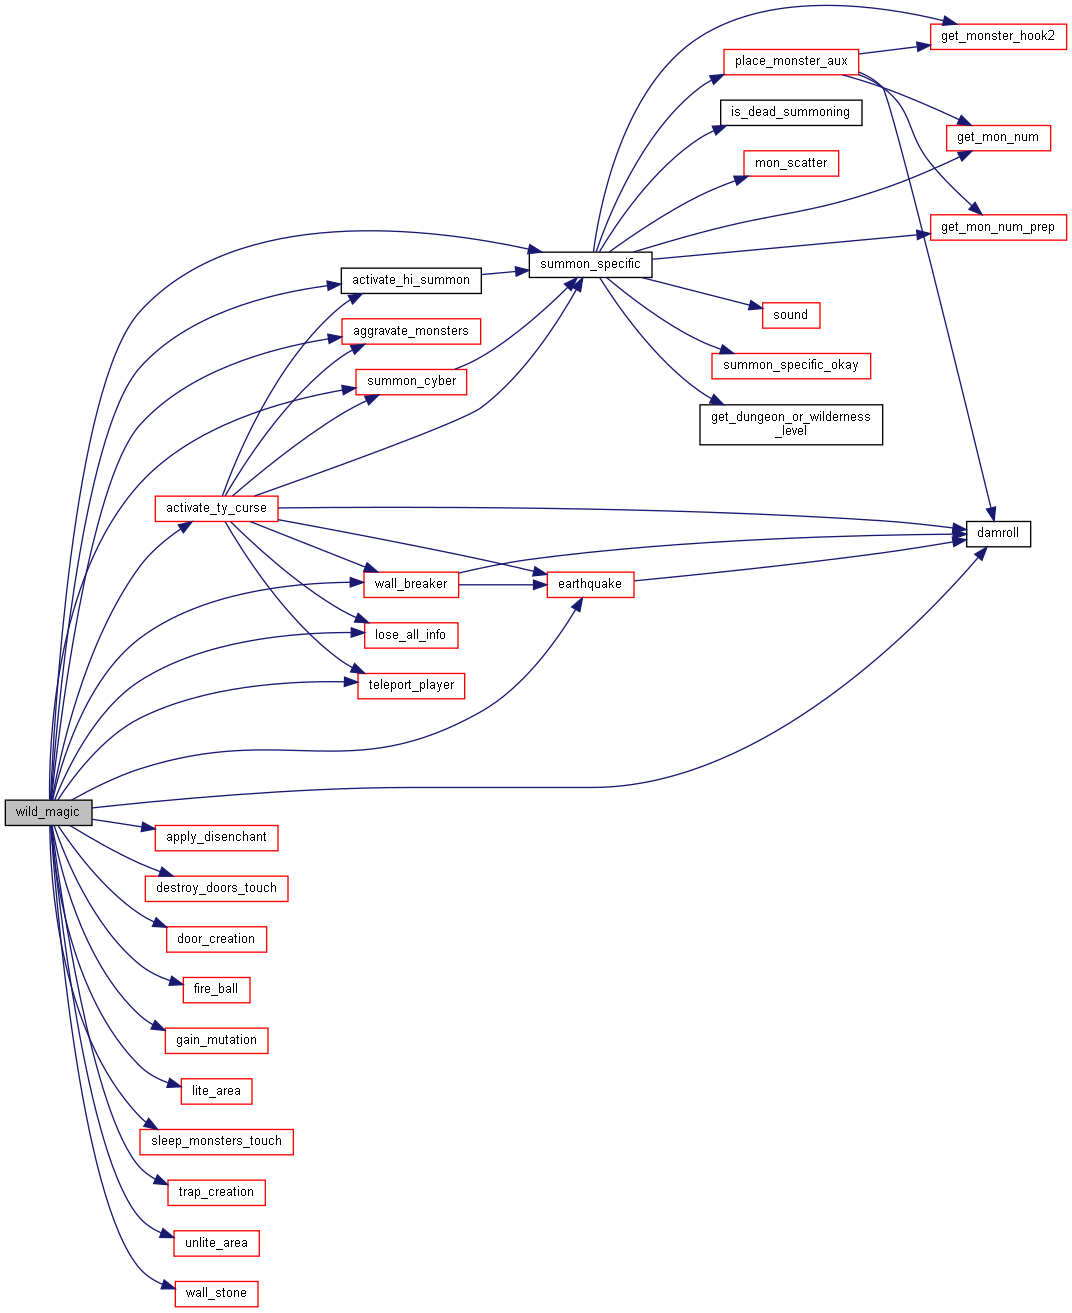 get_monster_hook2
place_monster_aux
is_dead_summoning
get_mon_num
mon_scatter
get_mon_num_prep
summon_specific
activate_hi_summon
sound
aggravate_monsters
summon_specific_okay
summon_cyber
get_dungeon_or_wilderness
_level
activate_ty_curse
damroll
wall_breaker
earthquake
lose_all_info
teleport_player
wild_magic
apply_disenchant
destroy_doors_touch
door_creation
fire_ball
gain_mutation
lite_area
sleep_monsters_touch
trap_creation
unlite_area
wall_stone